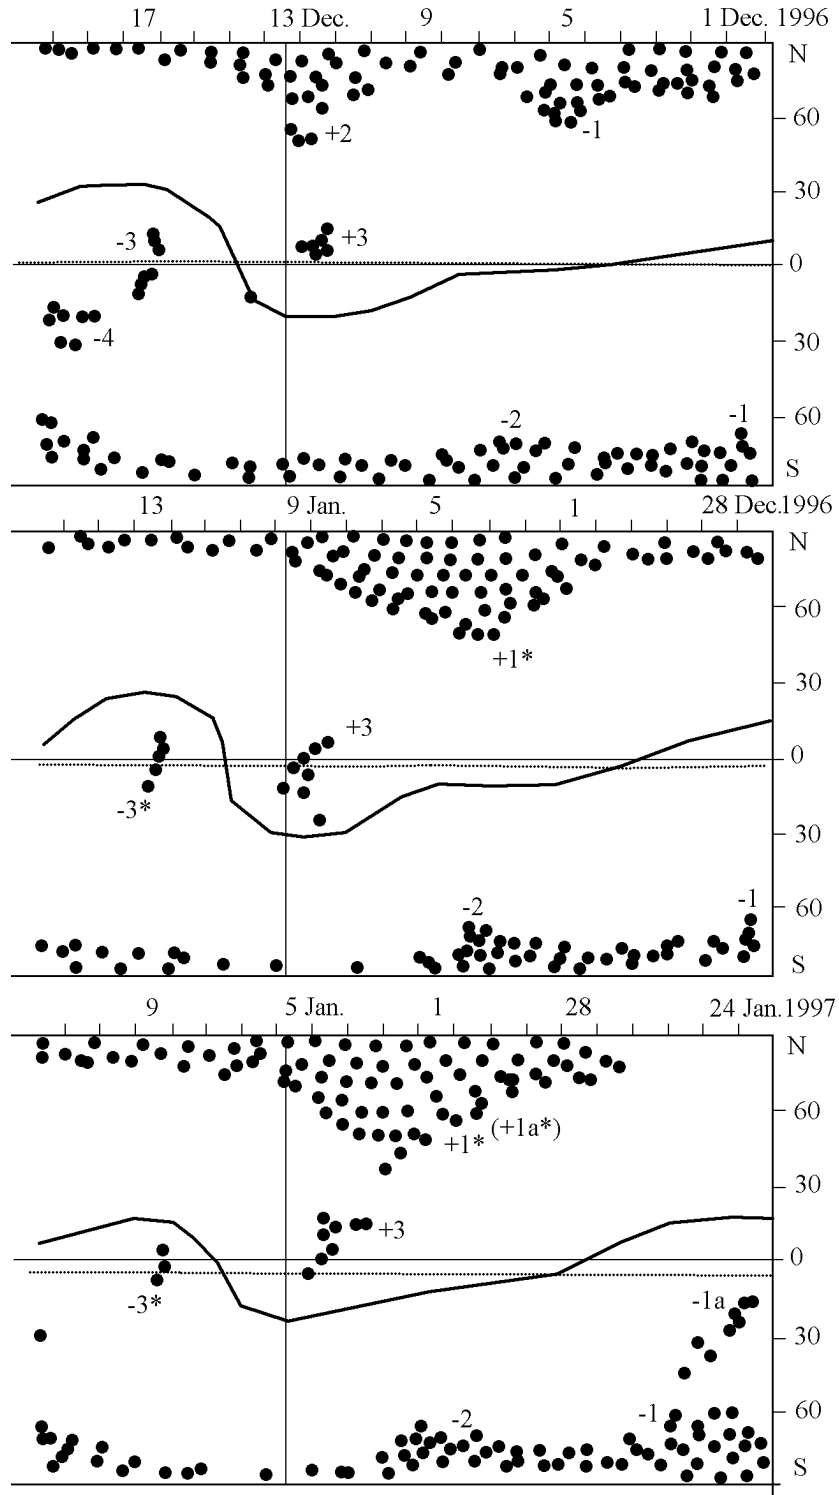 17 13 Dec. 9 5 1 Dec. 1996
N
60
+2 -1
30
-3 +3
0
-4
30
60
-2 -1
S
13 9 Jan. 5 1 28 Dec.1996
N
60
+1*
30
+3
0
-3*
30
60
-2 -1
S
9 5 Jan. 1 28 24 Jan.1997
N
60
+1* (+1a*)
30
+3
0
-3* -1a
30
60
-2 -1
S